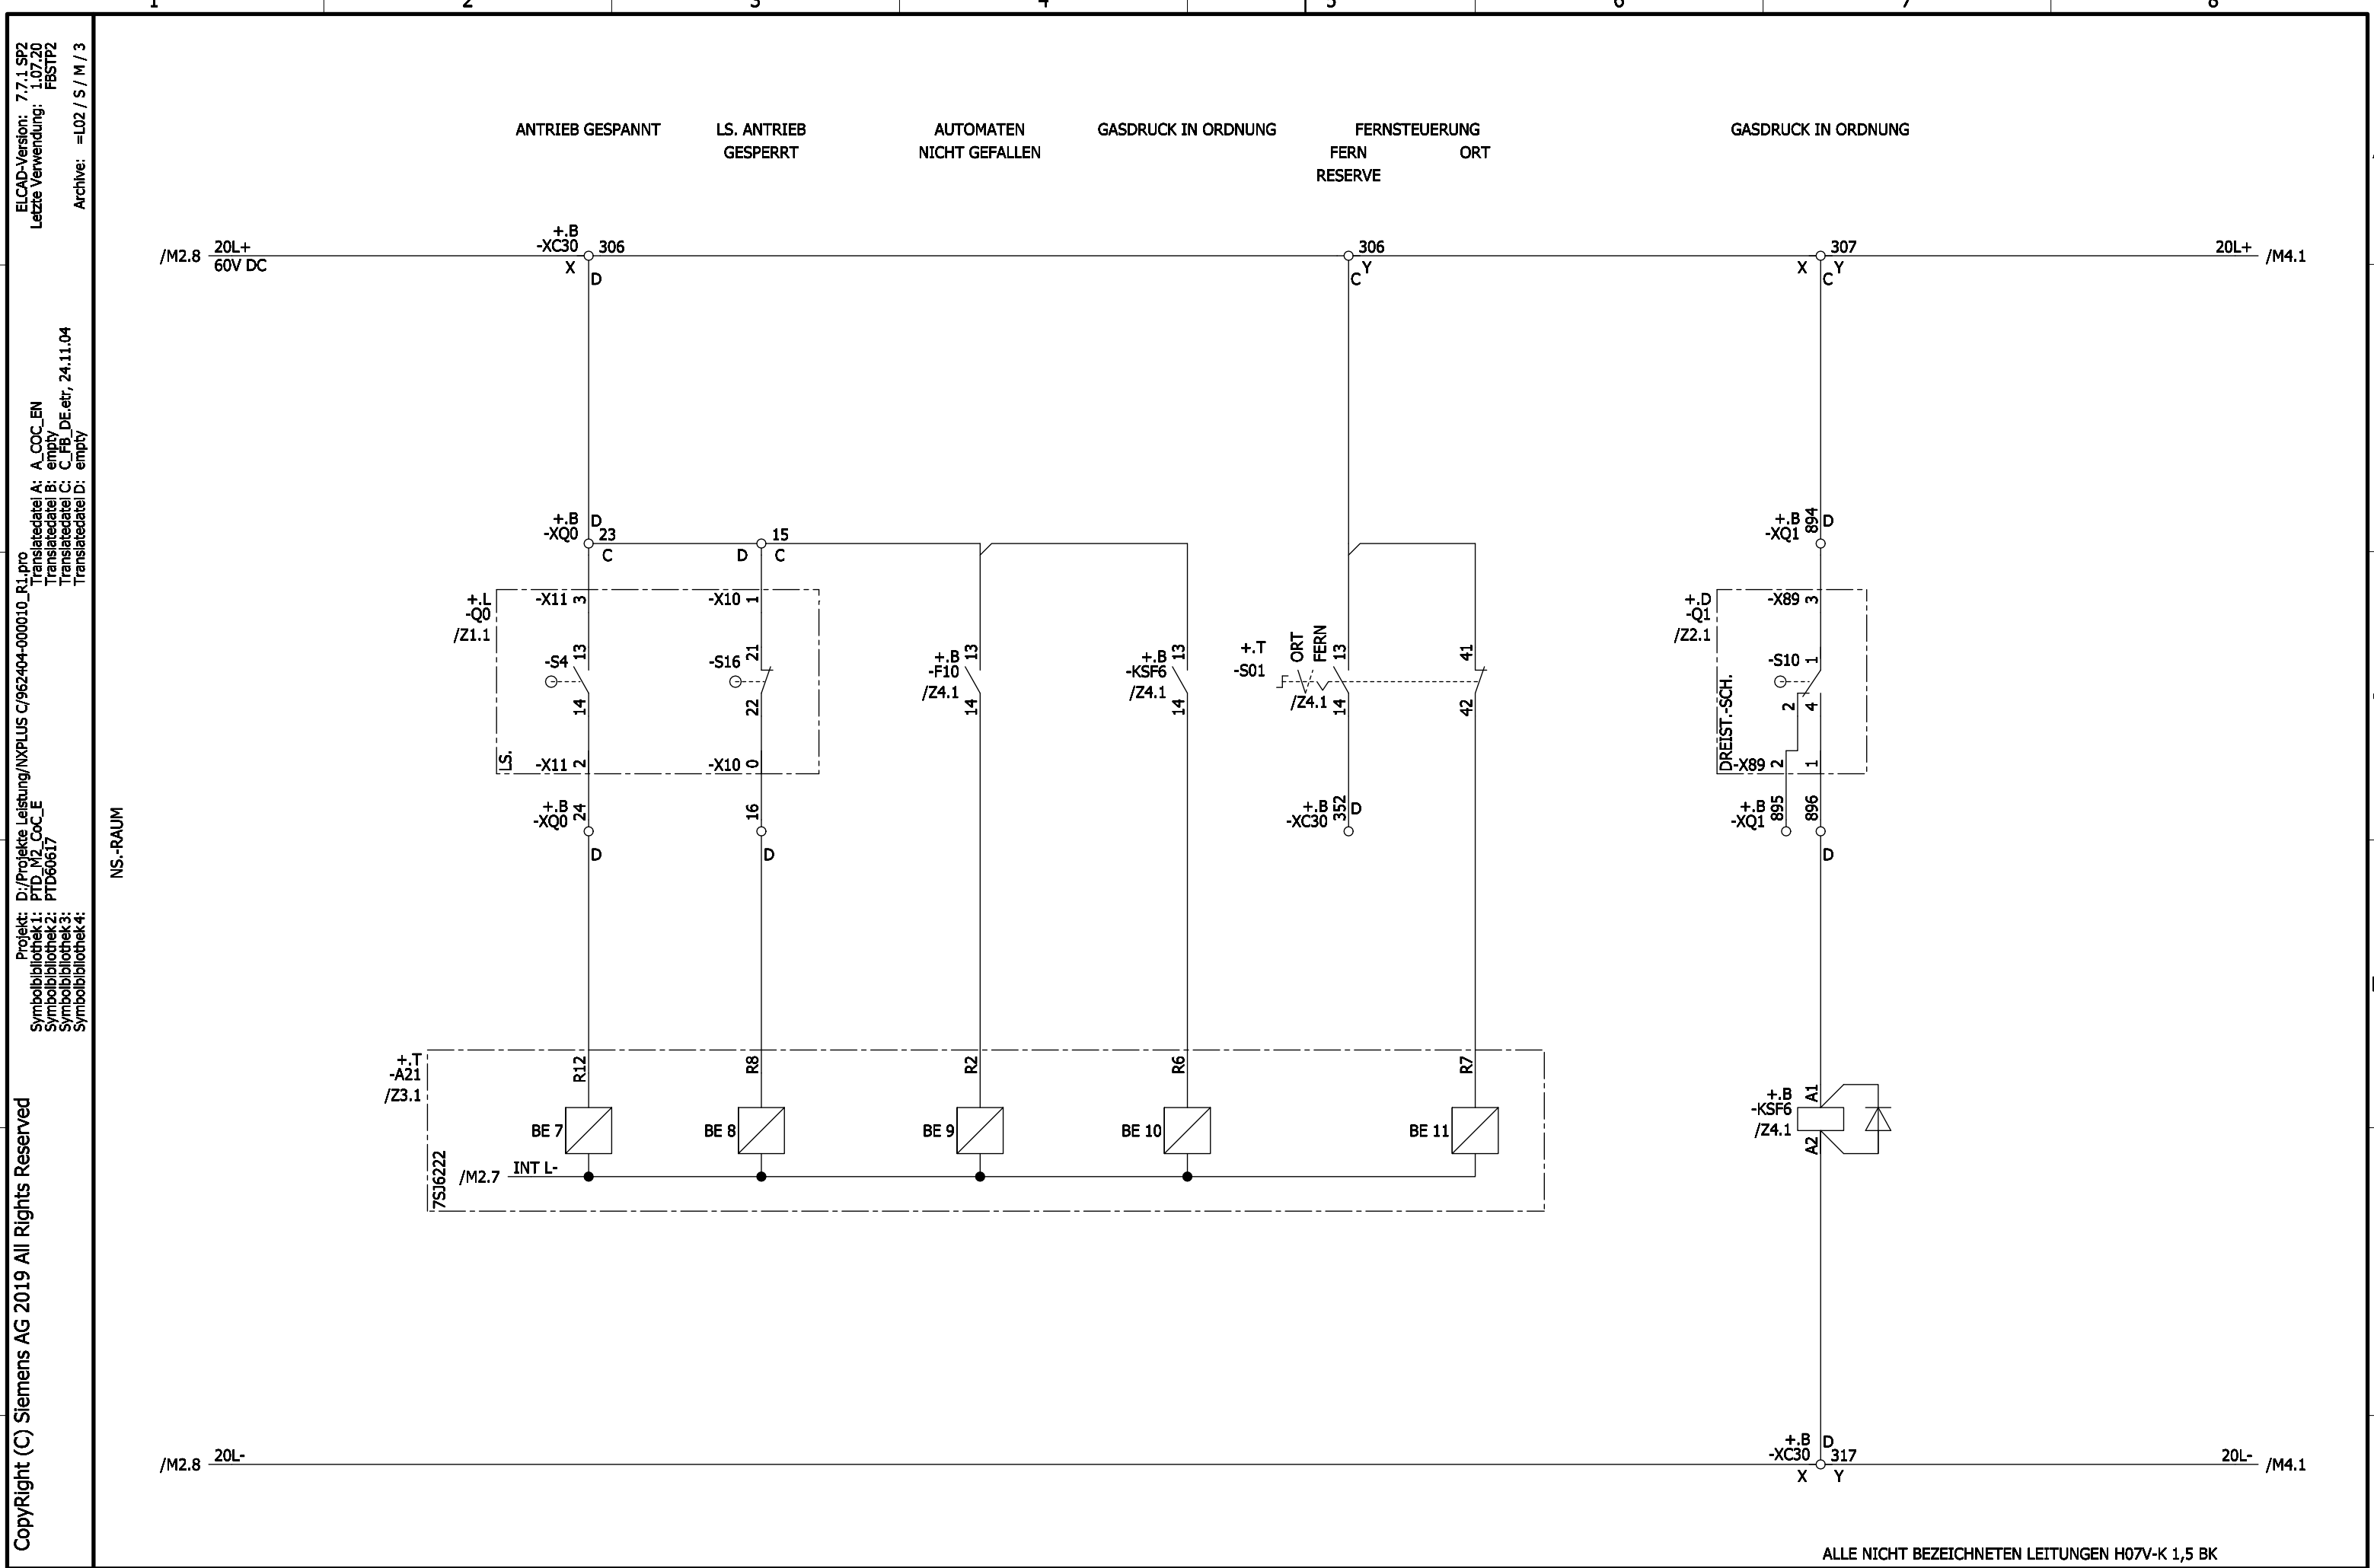 1 2 3 4 5 6 7 8
ELCAD-Version: 7.7.1 SP2
Letzte Verwendung: 1.07.20
FBSTP2
Archive: =L02 / S / M / 3
Projekt: D:/Projekte Leistung/NXPLUS C/962404-000010_R1.pro
Symbolbibliothek1: PTD_M2_CoC_E
Symbolbibliothek2: PTD60617
Symbolbibliothek3:
Symbolbibliothek4:
Translatedatei A: A_COC_EN
Translatedatei B: empty
Translatedatei C: C_FB_DE.etr, 24.11.04
Translatedatei D: empty
CopyRight (C) Siemens AG 2019 All Rights Reserved
NS.-RAUM
ANTRIEB GESPANNT
LS. ANTRIEB
GESPERRT
AUTOMATEN
NICHT GEFALLEN
GASDRUCK IN ORDNUNG
FERNSTEUERUNG
FERN ORT
RESERVE
GASDRUCK IN ORDNUNG
/M2.8 20L+
60V DC
+.B
-XC30 306
X D
306
Y
C
307
X Y
C
20L+ /M4.1
+.B D
-XQ0 23
C
15
D C
+.B 894 D
-XQ1
+.L
-Q0
/Z1.1
LS.
-X11 3
-S4 13
14
-X11 2
-X10 1
-S16 21
22
-X10 0
+.B 13
-F10
/Z4.1
14
+.B 13
-KSF6
/Z4.1
14
+.T
-S01
ORT
FERN
/Z4.1
13
14
41
42
+.D
-Q1
/Z2.1
DREIST.-SCH.
-X89 3
-S10 1
2 4
-X89 2 1
+.B
-XQ0 24
D
16
D
+.B
-XC30 352 D
+.B
-XQ1 895 896
D
+.T
-A21
/Z3.1
7SJ6222
R12 R8 R2 R6 R7
BE 7 BE 8 BE 9 BE 10 BE 11
/M2.7 INT L-
+.B
-KSF6
/Z4.1
A1
A2
/M2.8 20L-
+.B D
-XC30 317
X Y
20L- /M4.1
ALLE NICHT BEZEICHNETEN LEITUNGEN H07V-K 1,5 BK